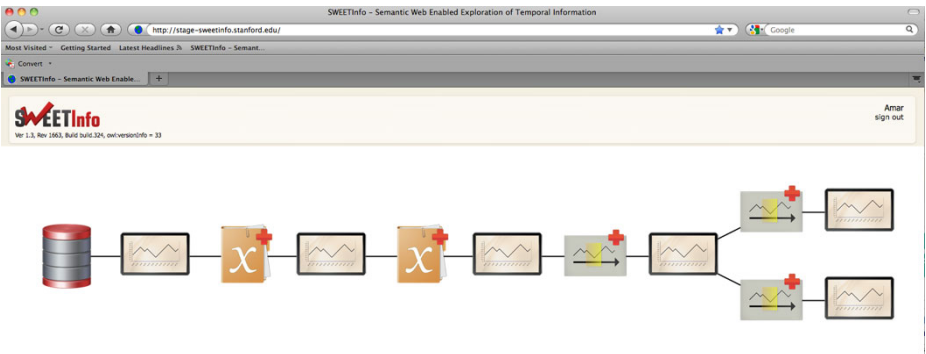 SWEETInfo – Semantic Web Enabled Exploration of Temporal Information
http://stage-sweetinfo.stanford.edu/
Google
Most Visited Getting Started Latest Headlines SWEETInfo – Semant...
Convert
SWEETInfo – Semantic Web Enable... +
SWEETInfo
Amar
sign out
Ver 1.3, Rev 1663, Build build.324, owl:versionInfo = 33
x
x